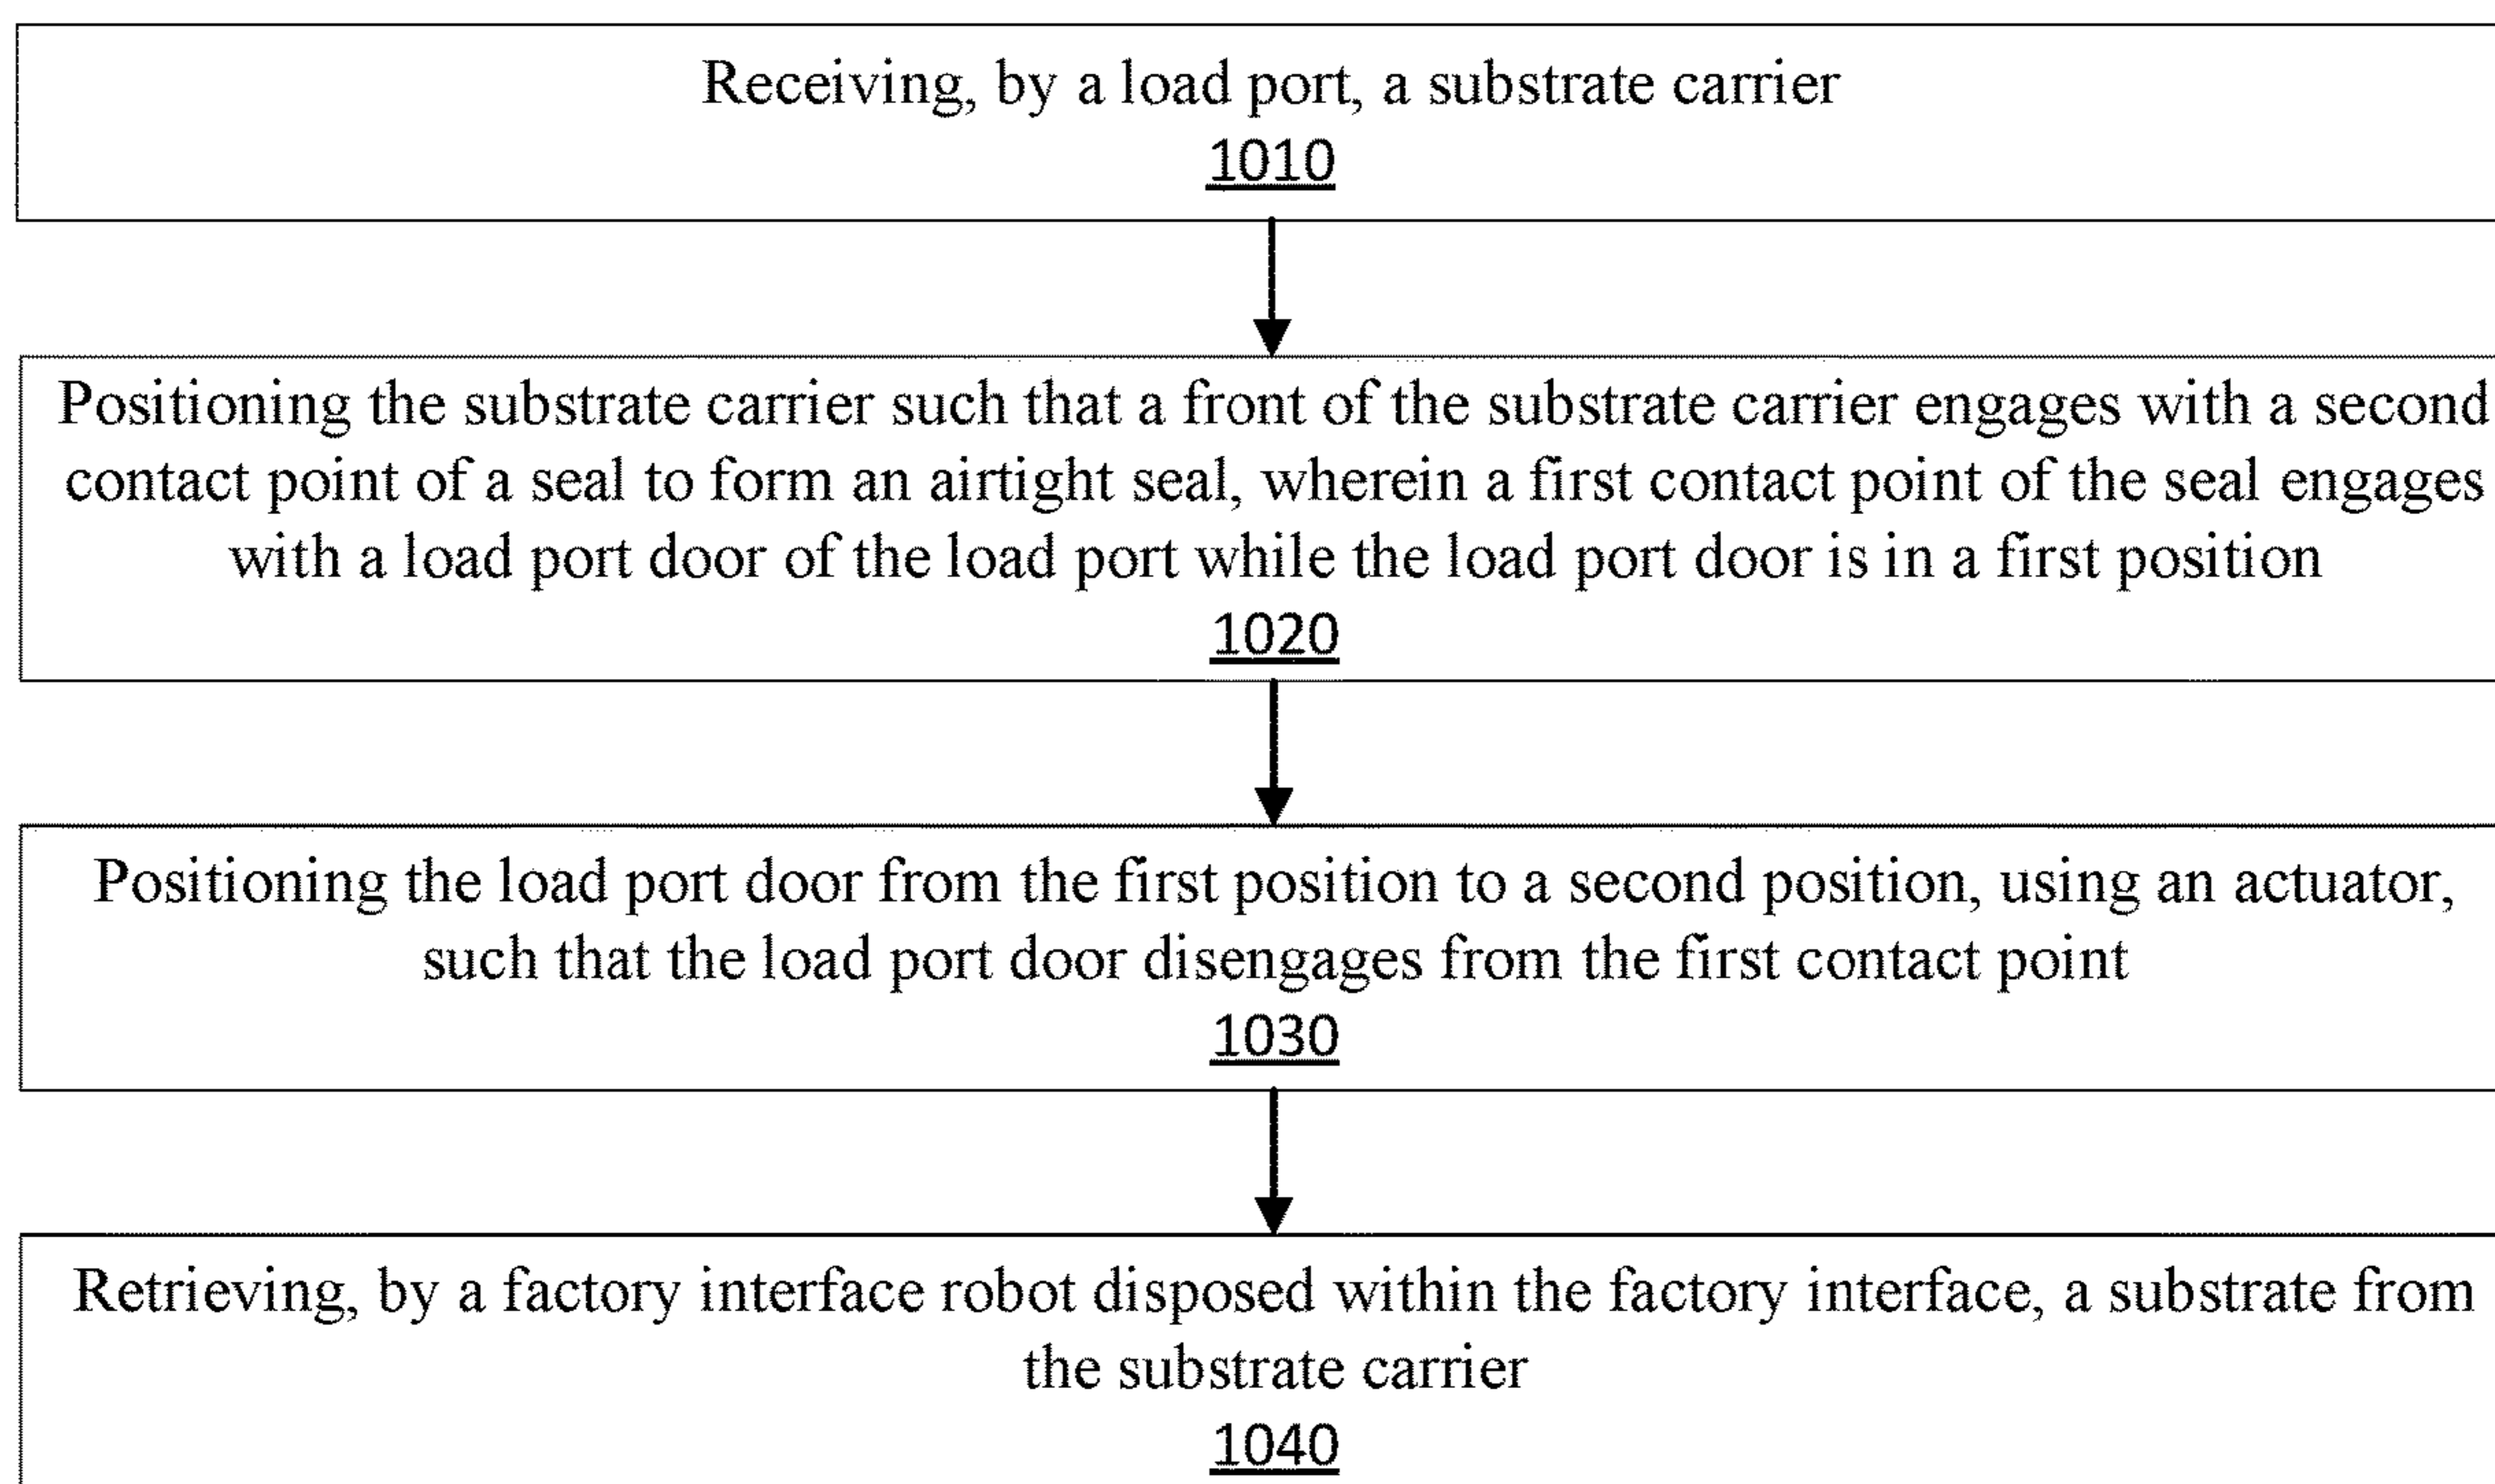 Receiving, by a load port, a substrate carrier
1010
Positioning the substrate carrier such that a front of the substrate carrier engages with a second
contact point of a seal to form an airtight seal, wherein a first contact point of the seal engages
with a load port door of the load port while the load port door is in a first position
1020
Positioning the load port door from the first position to a second position, using an actuator,
such that the load port door disengages from the first contact point
1030
Retrieving, by a factory interface robot disposed within the factory interface, a substrate from
the substrate carrier
1040